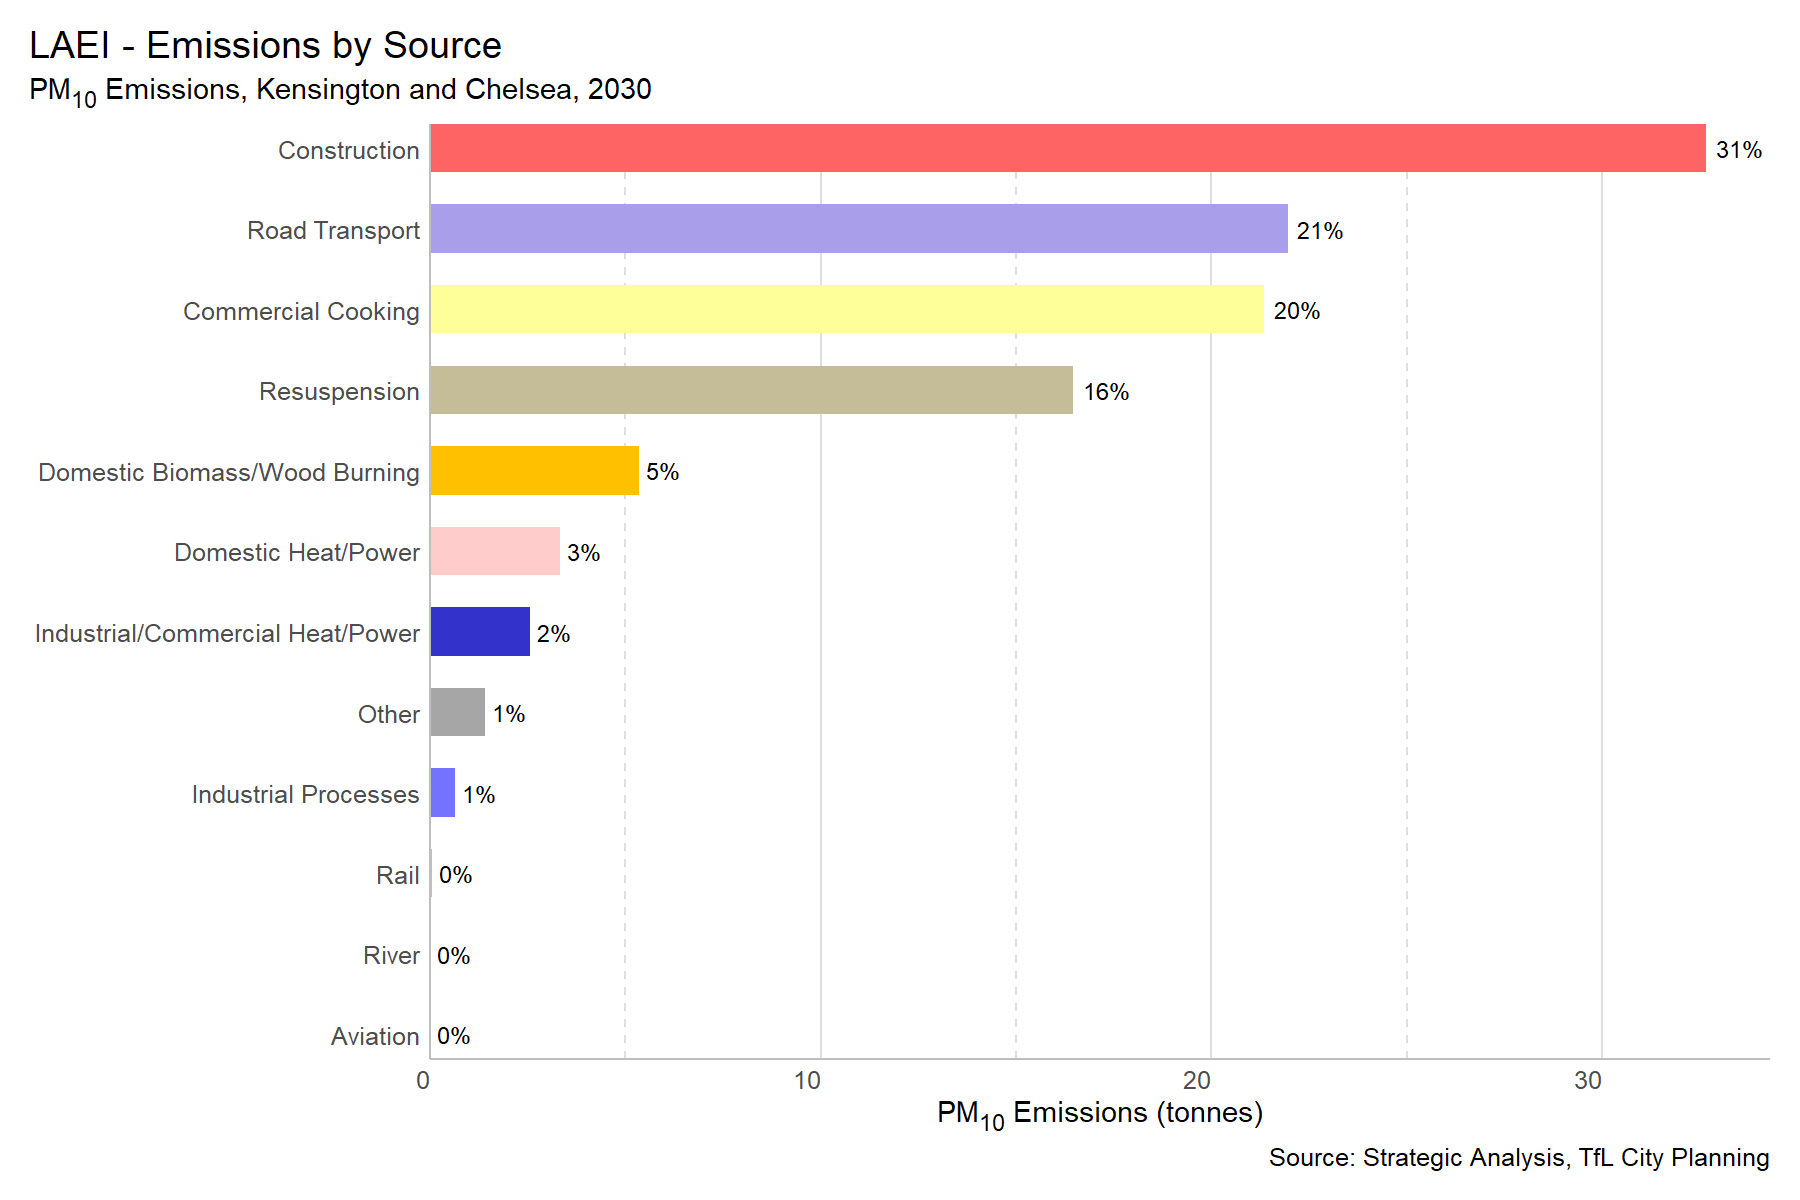 LAEI - Emissions by Source
PM10 Emissions, Kensington and Chelsea, 2030
Construction 31%
Road Transport 21%
Commercial Cooking 20%
Resuspension 16%
Domestic Biomass/Wood Burning 5%
Domestic Heat/Power 3%
Industrial/Commercial Heat/Power 2%
Other 1%
Industrial Processes 1%
Rail 0%
River 0%
Aviation 0%
0 10 20 30
PM10 Emissions (tonnes)
Source: Strategic Analysis, TfL City Planning